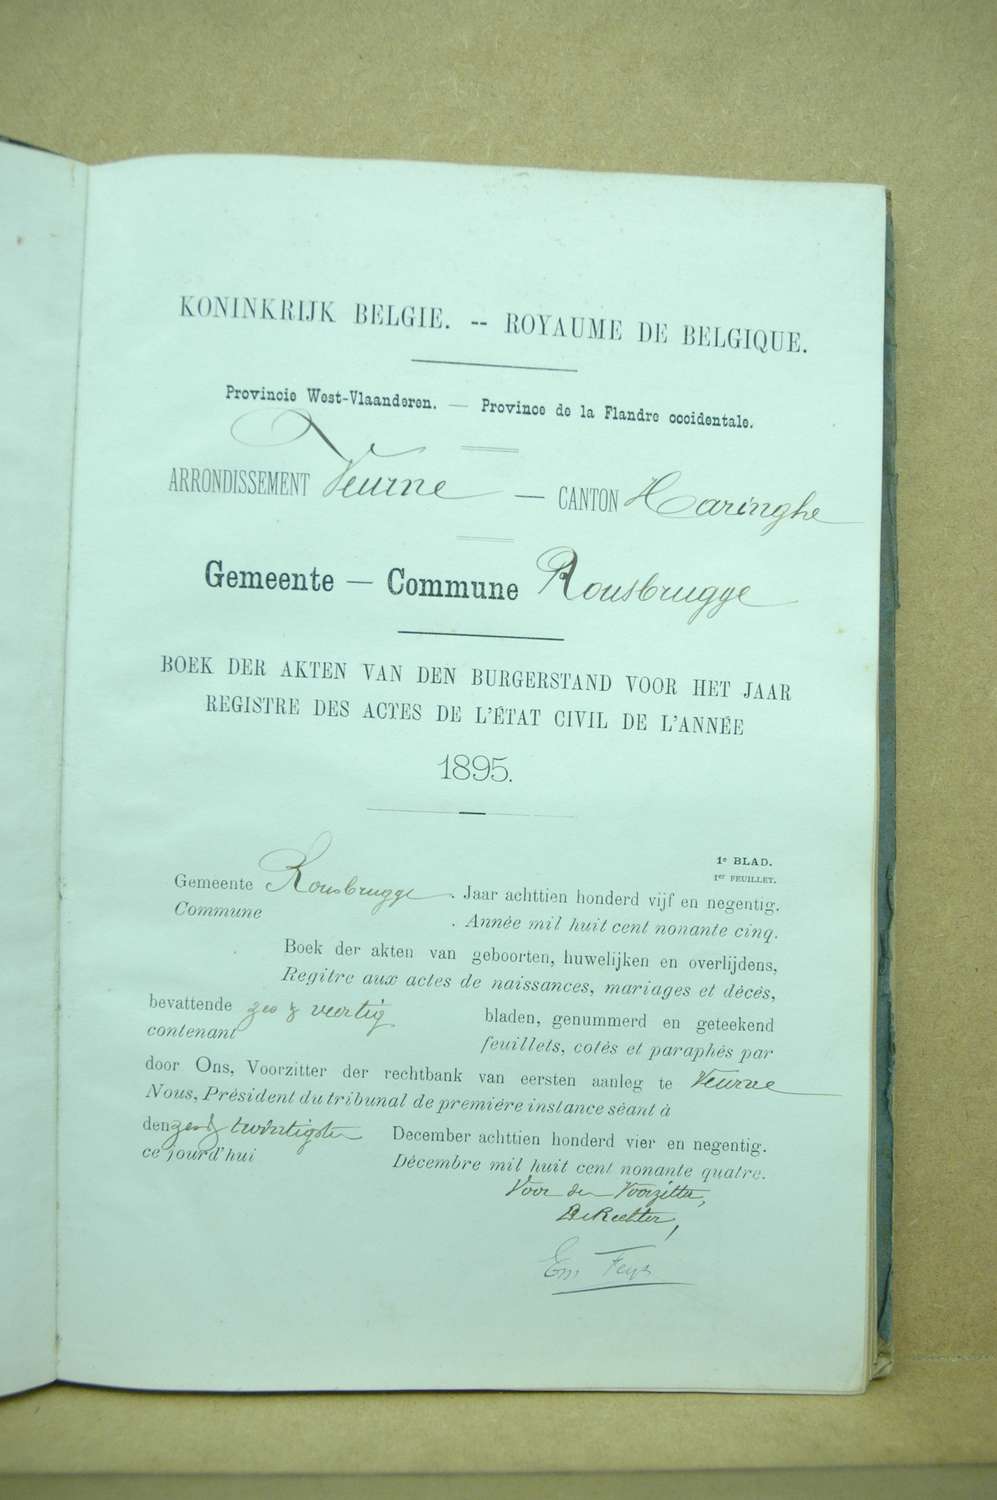 KONINKRIJK BELGIE. -- ROYAUME DE BELGIQUE.
Provincie West-Vlaanderen. — Province de la Flandre occidentale.
ARRONDISSEMENT Veurne — CANTON Haringhe
Gemeente — Commune Rousbrugge
BOEK DER AKTEN VAN DEN BURGERSTAND VOOR HET JAAR
REGISTRE DES ACTES DE L'ÉTAT CIVIL DE L'ANNÉE
1895.
1e BLAD.
1er FEUILLET.
Gemeente Rousbrugge . Jaar achttien honderd vijf en negentig.
Commune . Année mil huit cent nonante cinq.
Boek der akten van geboorten, huwelijken en overlijdens,
Regitre aux actes de naissances, mariages et décès,
bevattende zes & veertig bladen, genummerd en geteekend
contenant feuillets, cotés et paraphés par
door Ons, Voorzitter der rechtbank van eersten aanleg te Veurne
Nous, Président du tribunal de première instance séant à
den zes & twintigsten December achttien honderd vier en negentig.
ce jourd'hui Décembre mil huit cent nonante quatre.
Voor den Voorzitter,
De Rechter,
Em Feys